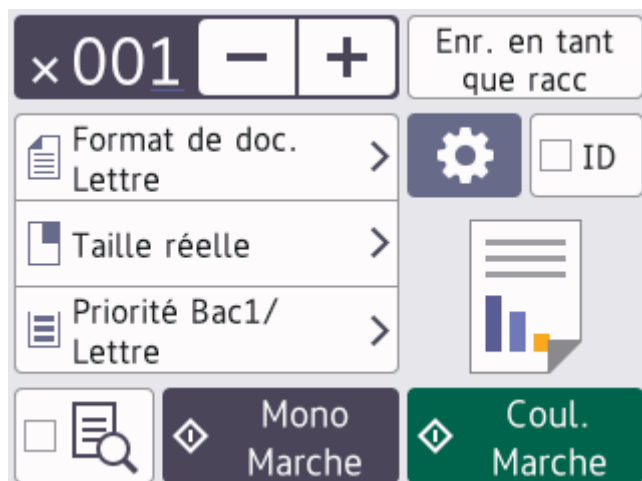 ×001 − +
Enr. en tant
que racc
Format de doc.
Lettre
ID
Taille réelle
Priorité Bac1/
Lettre
Mono
Marche
Coul.
Marche